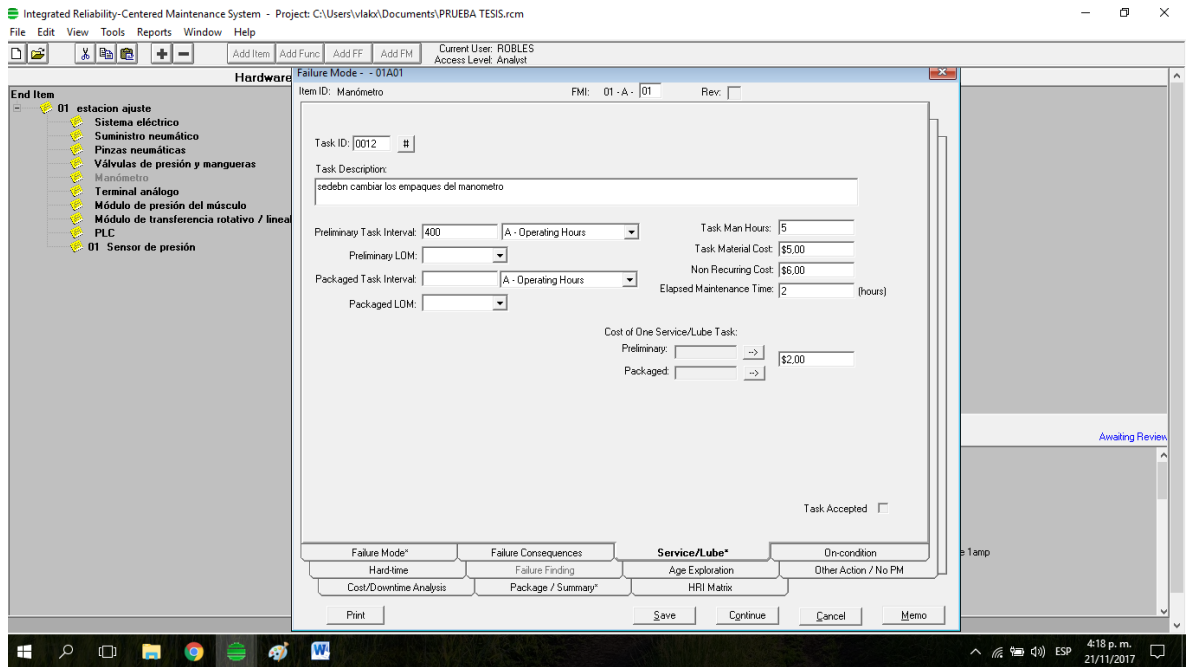 Integrated Reliability-Centered Maintenance System - Project: C:\Users\vlakx\Documents\PRUEBA TESIS.rcm
File Edit View Tools Reports Window Help
Add Item Add Func Add FF Add FM
Current User: ROBLES
Access Level: Analyst
Hardware
End Item
01 estacion ajuste
Sistema eléctrico
Suministro neumático
Pinzas neumáticas
Válvulas de presión y mangueras
Manómetro
Terminal análogo
Módulo de presión del músculo
Módulo de transferencia rotativo / lineal
PLC
01 Sensor de presión
Failure Mode - - 01A01
Item ID: Manómetro FMI: 01 - A - 01 Rev:
Task ID: 0012 #
Task Description:
sedebn cambiar los empaques del manometro
Preliminary Task Interval: 400 A - Operating Hours
Preliminary LOM:
Packaged Task Interval: A - Operating Hours
Packaged LOM:
Task Man Hours: 5
Task Material Cost: $5,00
Non Recurring Cost: $6,00
Elapsed Maintenance Time: 2 (hours)
Cost of One Service/Lube Task:
Preliminary: -->
$2,00
Packaged: -->
Task Accepted
Failure Mode* Failure Consequences Service/Lube* On-condition
Hard-time Failure Finding Age Exploration Other Action / No PM
Cost/Downtime Analysis Package / Summary* HRI Matrix
Print Save Continue Cancel Memo
Awaiting Review
e 1amp
ESP
4:18 p. m.
21/11/2017